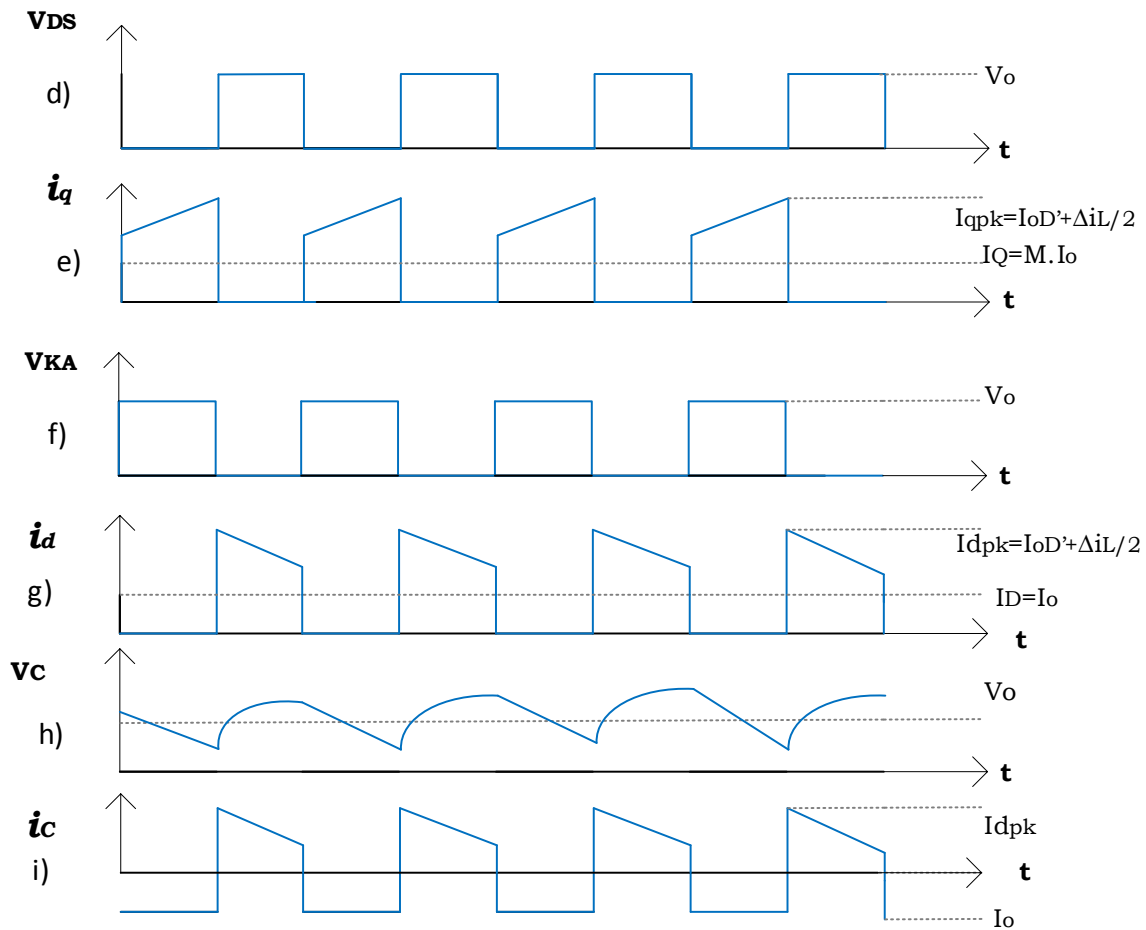 VDS
d)
Vo
t
iq
e)
Iqpk=IoD'+ΔiL/2
IQ=M.Io
t
VKA
f)
Vo
t
id
g)
Idpk=IoD'+ΔiL/2
ID=Io
t
VC
h)
Vo
t
iC
i)
Idpk
t
Io